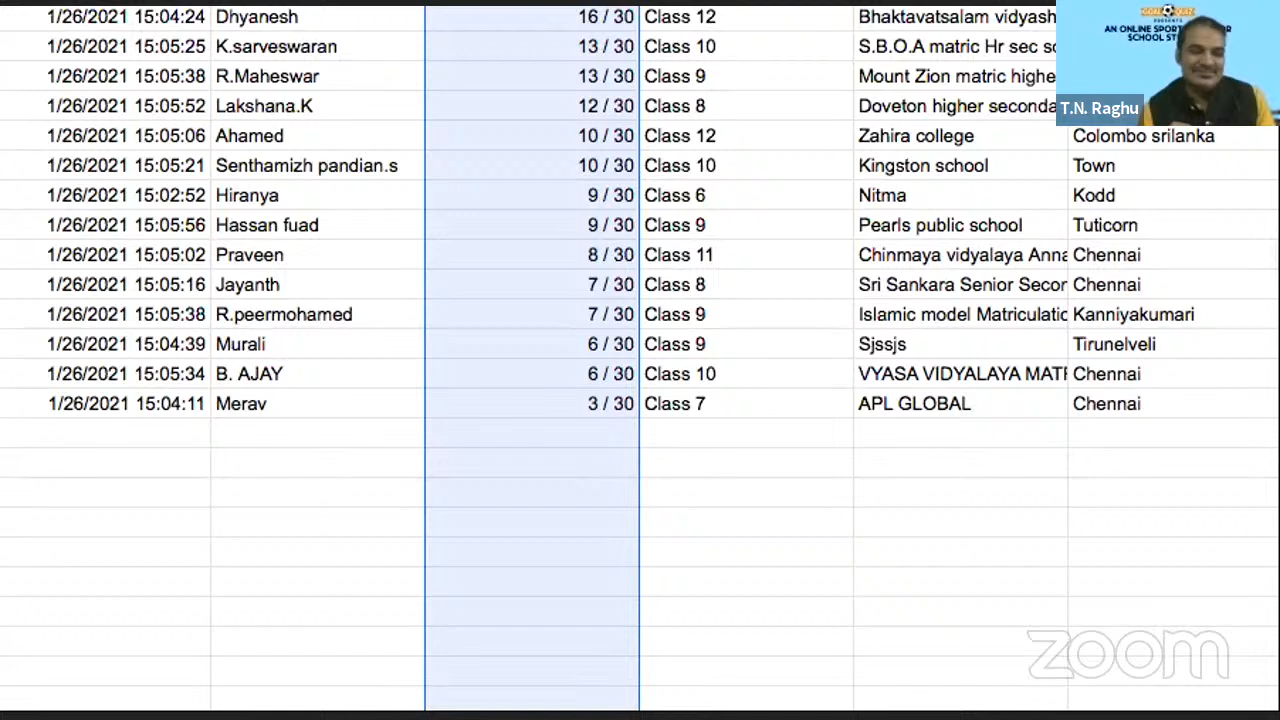 1/26/2021 15:04:24 Dhyanesh 16 / 30 Class 12 Bhaktavatsalam vidyash
1/26/2021 15:05:25 K.sarveswaran 13 / 30 Class 10 S.B.O.A matric Hr sec sc
1/26/2021 15:05:38 R.Maheswar 13 / 30 Class 9 Mount Zion matric highe
1/26/2021 15:05:52 Lakshana.K 12 / 30 Class 8 Doveton higher seconda
1/26/2021 15:05:06 Ahamed 10 / 30 Class 12 Zahira college Colombo srilanka
1/26/2021 15:05:21 Senthamizh pandian.s 10 / 30 Class 10 Kingston school Town
1/26/2021 15:02:52 Hiranya 9 / 30 Class 6 Nitma Kodd
1/26/2021 15:05:56 Hassan fuad 9 / 30 Class 9 Pearls public school Tuticorn
1/26/2021 15:05:02 Praveen 8 / 30 Class 11 Chinmaya vidyalaya Anna Chennai
1/26/2021 15:05:16 Jayanth 7 / 30 Class 8 Sri Sankara Senior Secor Chennai
1/26/2021 15:05:38 R.peermohamed 7 / 30 Class 9 Islamic model Matriculatic Kanniyakumari
1/26/2021 15:04:39 Murali 6 / 30 Class 9 Sjssjs Tirunelveli
1/26/2021 15:05:34 B. AJAY 6 / 30 Class 10 VYASA VIDYALAYA MATR Chennai
1/26/2021 15:04:11 Merav 3 / 30 Class 7 APL GLOBAL Chennai
GOAL QUIZ
PRESENTS
AN ONLINE SPORT
SCHOOL ST
T.N. Raghu
zoom